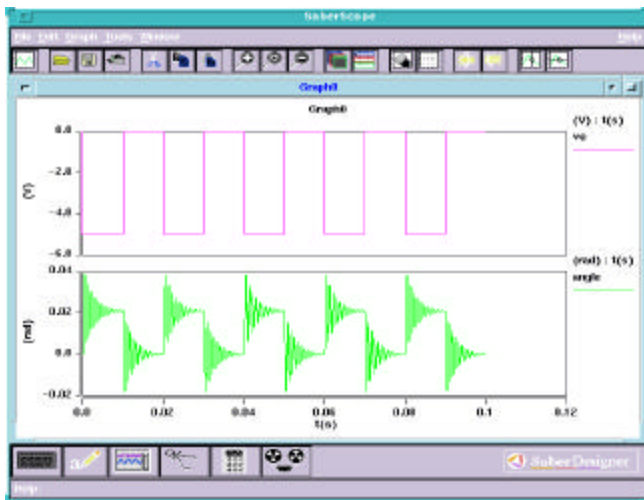 SaberScope
File Edit Graph Tools Window Help
Graph0
Graph0
(V) : t(s)
0.0
-2.0
-4.0
-6.0
(V)
(rad) : t(s)
angle
0.04
0.02
0.0
-0.02
(rad)
0.0 0.02 0.04 0.06 0.08 0.1 0.12
t(s)
SaberDesigner
Help